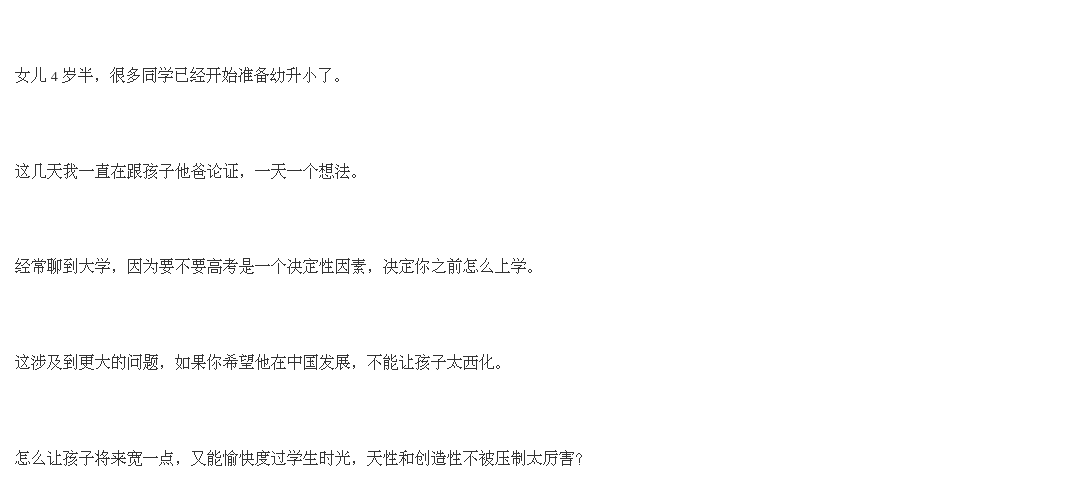 女儿 4 岁半，很多同学已经开始准备幼升小了。
这几天我一直在跟孩子他爸论证，一天一个想法。
经常聊到大学，因为要不要高考是一个决定性因素，决定你之前怎么上学。
这涉及到更大的问题，如果你希望他在中国发展，不能让孩子太西化。
怎么让孩子将来宽一点，又能愉快度过学生时光，天性和创造性不被压制太厉害？